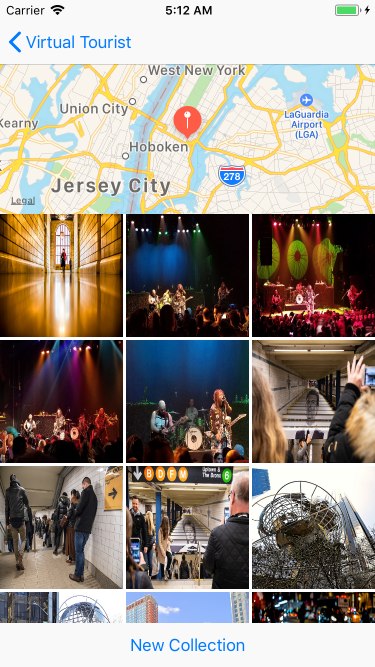 Carrier 5:12 AM
Virtual Tourist
West New York
Union City
LaGuardia
Airport
(LGA)
Kearny
Hoboken
278
Jersey City
Legal
B D F M Uptown &
The Bronx 6
New Collection